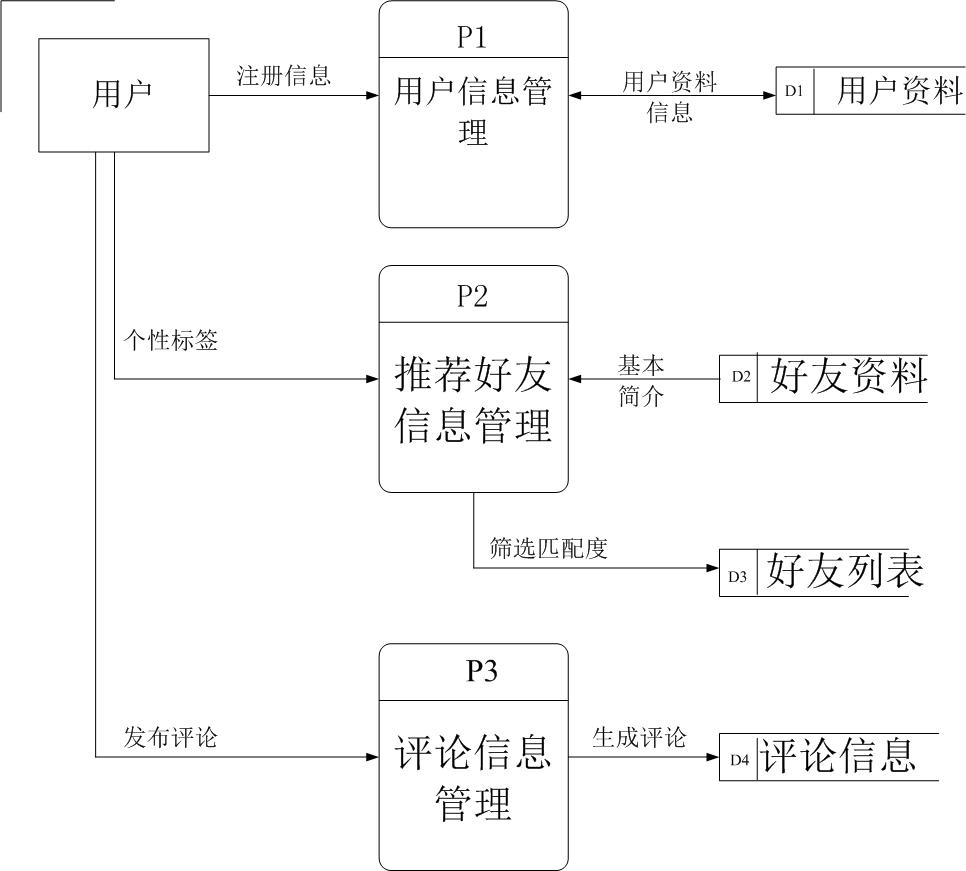 用户
注册信息
P1
用户信息管
理
用户资料
信息
D1
用户资料
P2
个性标签
推荐好友
信息管理
基本
简介
D2
好友资料
筛选匹配度
D3
好友列表
P3
发布评论
评论信息
管理
生成评论
D4
评论信息